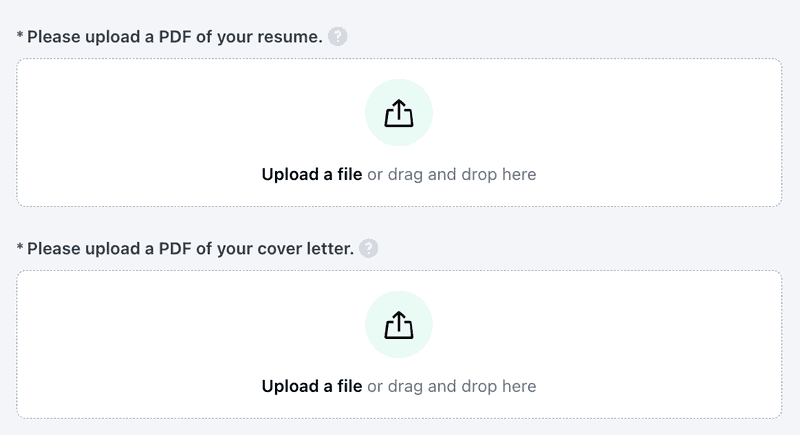 * Please upload a PDF of your resume. ?
Upload a file or drag and drop here
* Please upload a PDF of your cover letter. ?
Upload a file or drag and drop here